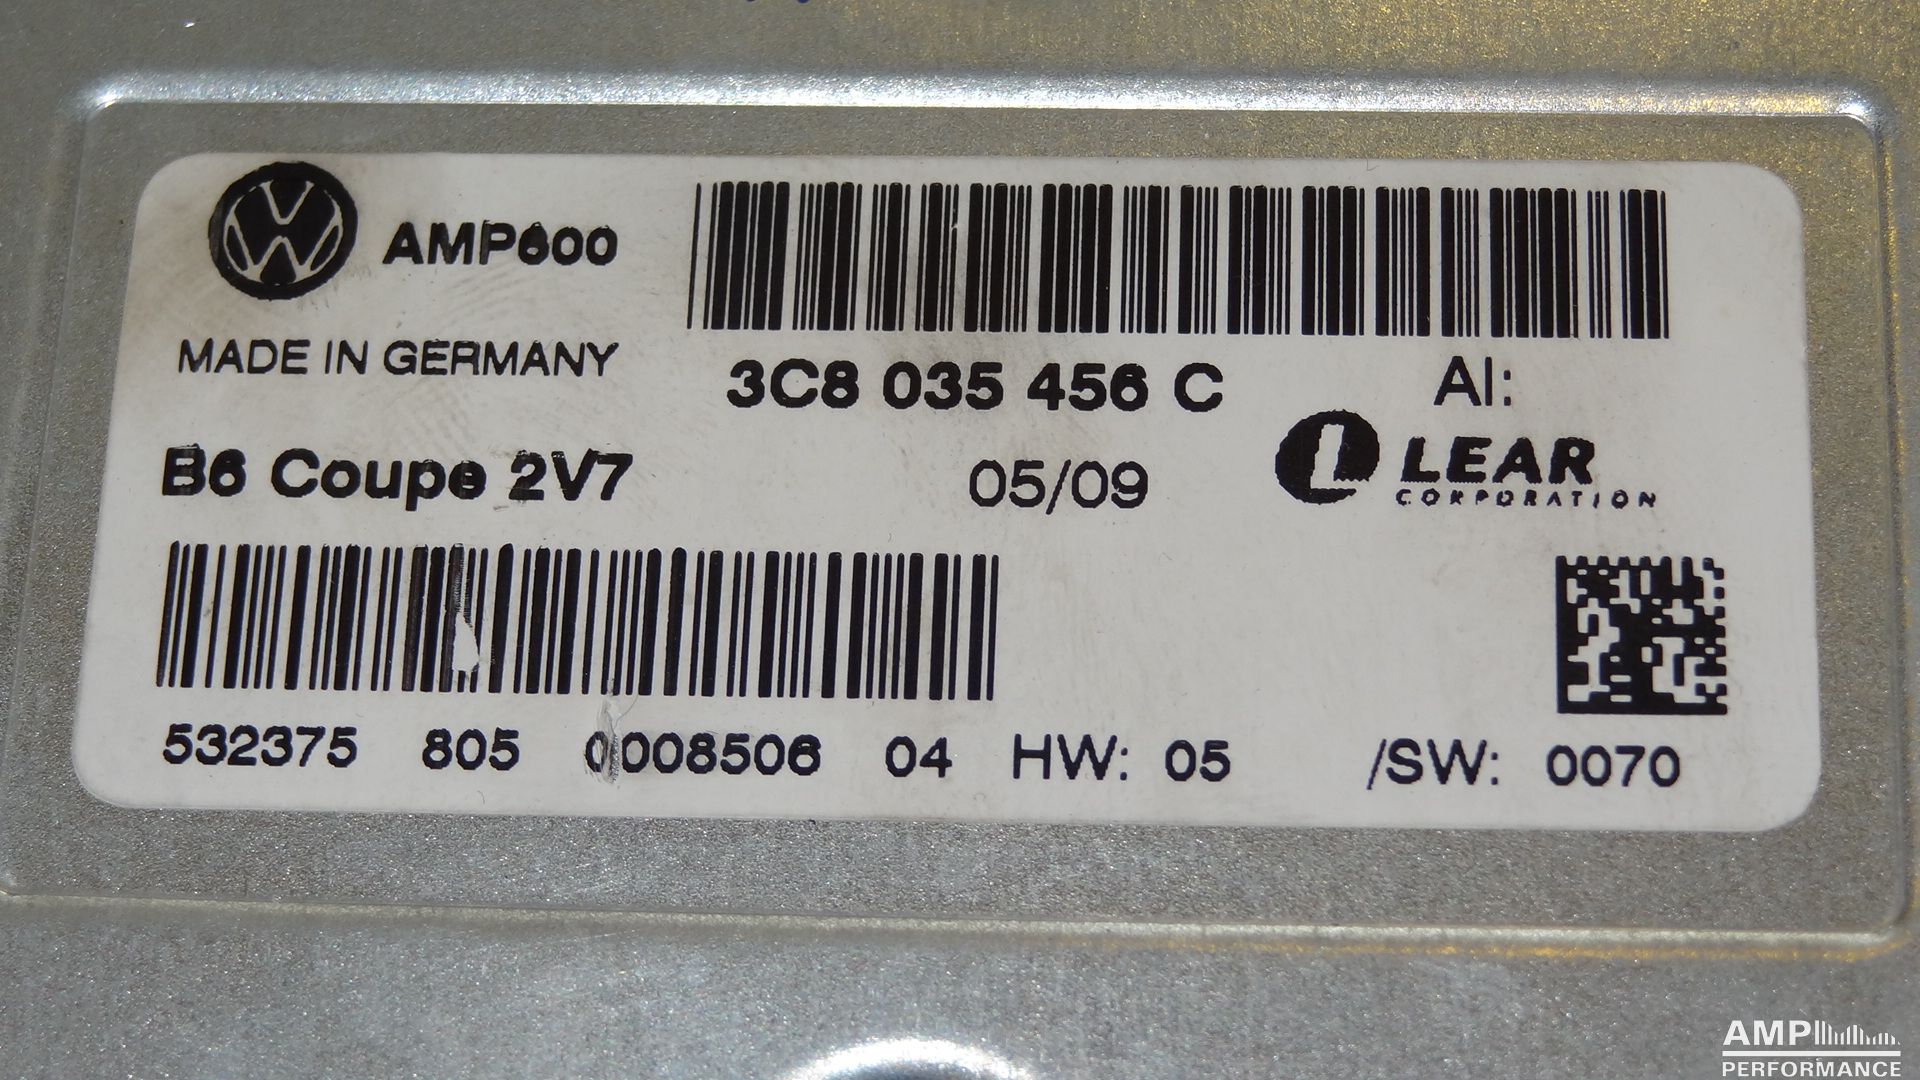 AMP600
MADE IN GERMANY
3C8 035 456 C AI:
B6 Coupe 2V7 05/09
LEAR
CORPORATION
532375 805 0008506 04 HW: 05 /SW: 0070
AMP
PERFORMANCE